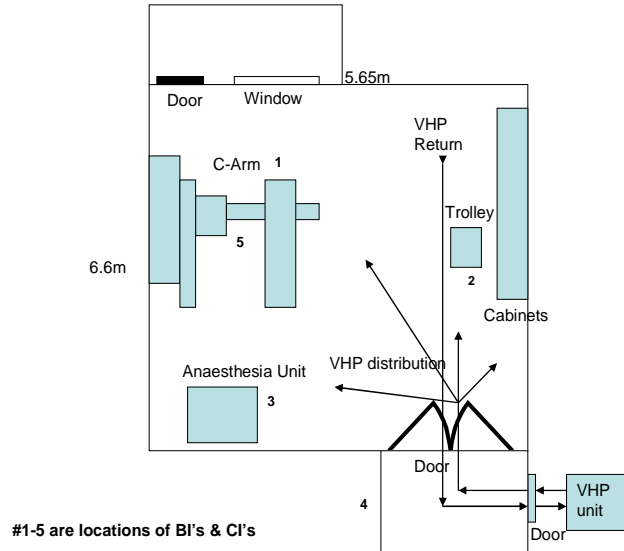 5.65m
Door
Window
VHP
Return
C-Arm
1
Trolley
5
2
6.6m
Cabinets
VHP distribution
Anaesthesia Unit
3
Door
VHP
unit
4
Door
#1-5 are locations of BI's & CI's